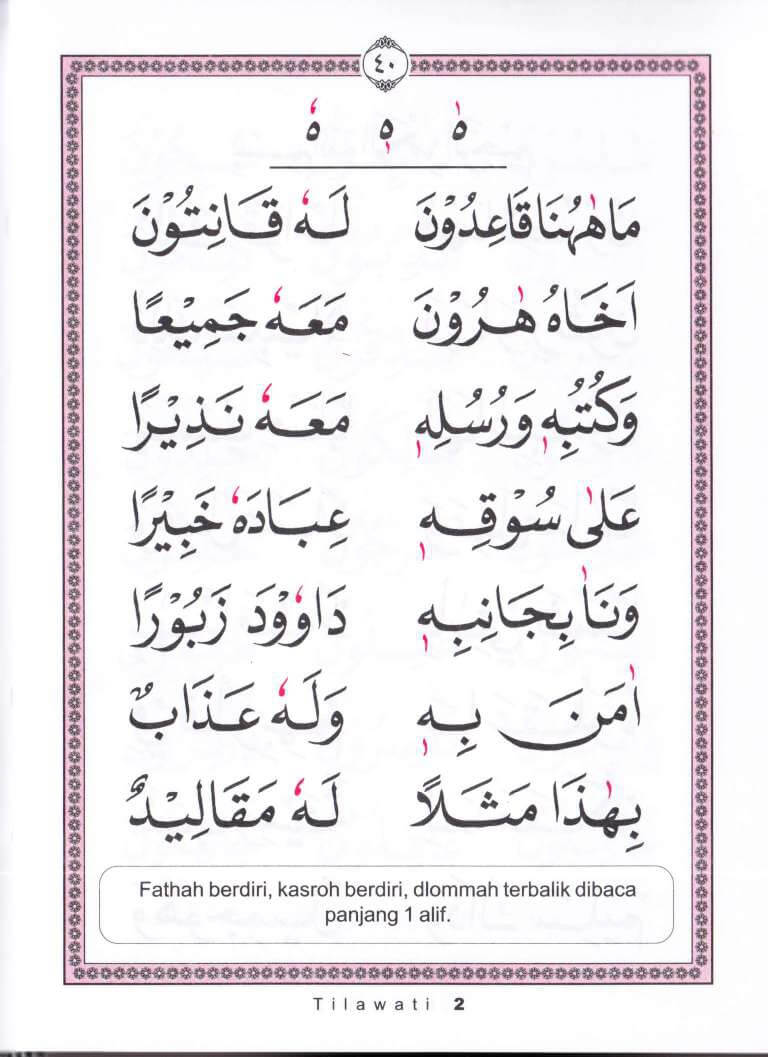 ٤٠
هٰ هٖ هٗ
مَاهٰهُنَا قَاعِدُوْنَ لَهٗ قَانِتُوْنَ
اَخَاهُ هٰرُوْنَ مَعَهٗ جَمِيْعًا
وَكُتُبِهٖ وَرُسُلِهٖ مَعَهٗ نَذِيْرًا
عَلٰى سُوْقِهٖ عِبَادَهٗ خَبِيْرًا
وَنَاٰ بِجَانِبِهٖ دَاوٗوْدَ زَبُوْرًا
اٰمَنَ بِهٖ وَلَهٗ عَذَابٌ
بِهٰذَا مَثَلًا لَهٗ مَقَالِيْدٌ
Fathah berdiri, kasroh berdiri, dlommah terbalik dibaca
panjang 1 alif.
Tilawati 2